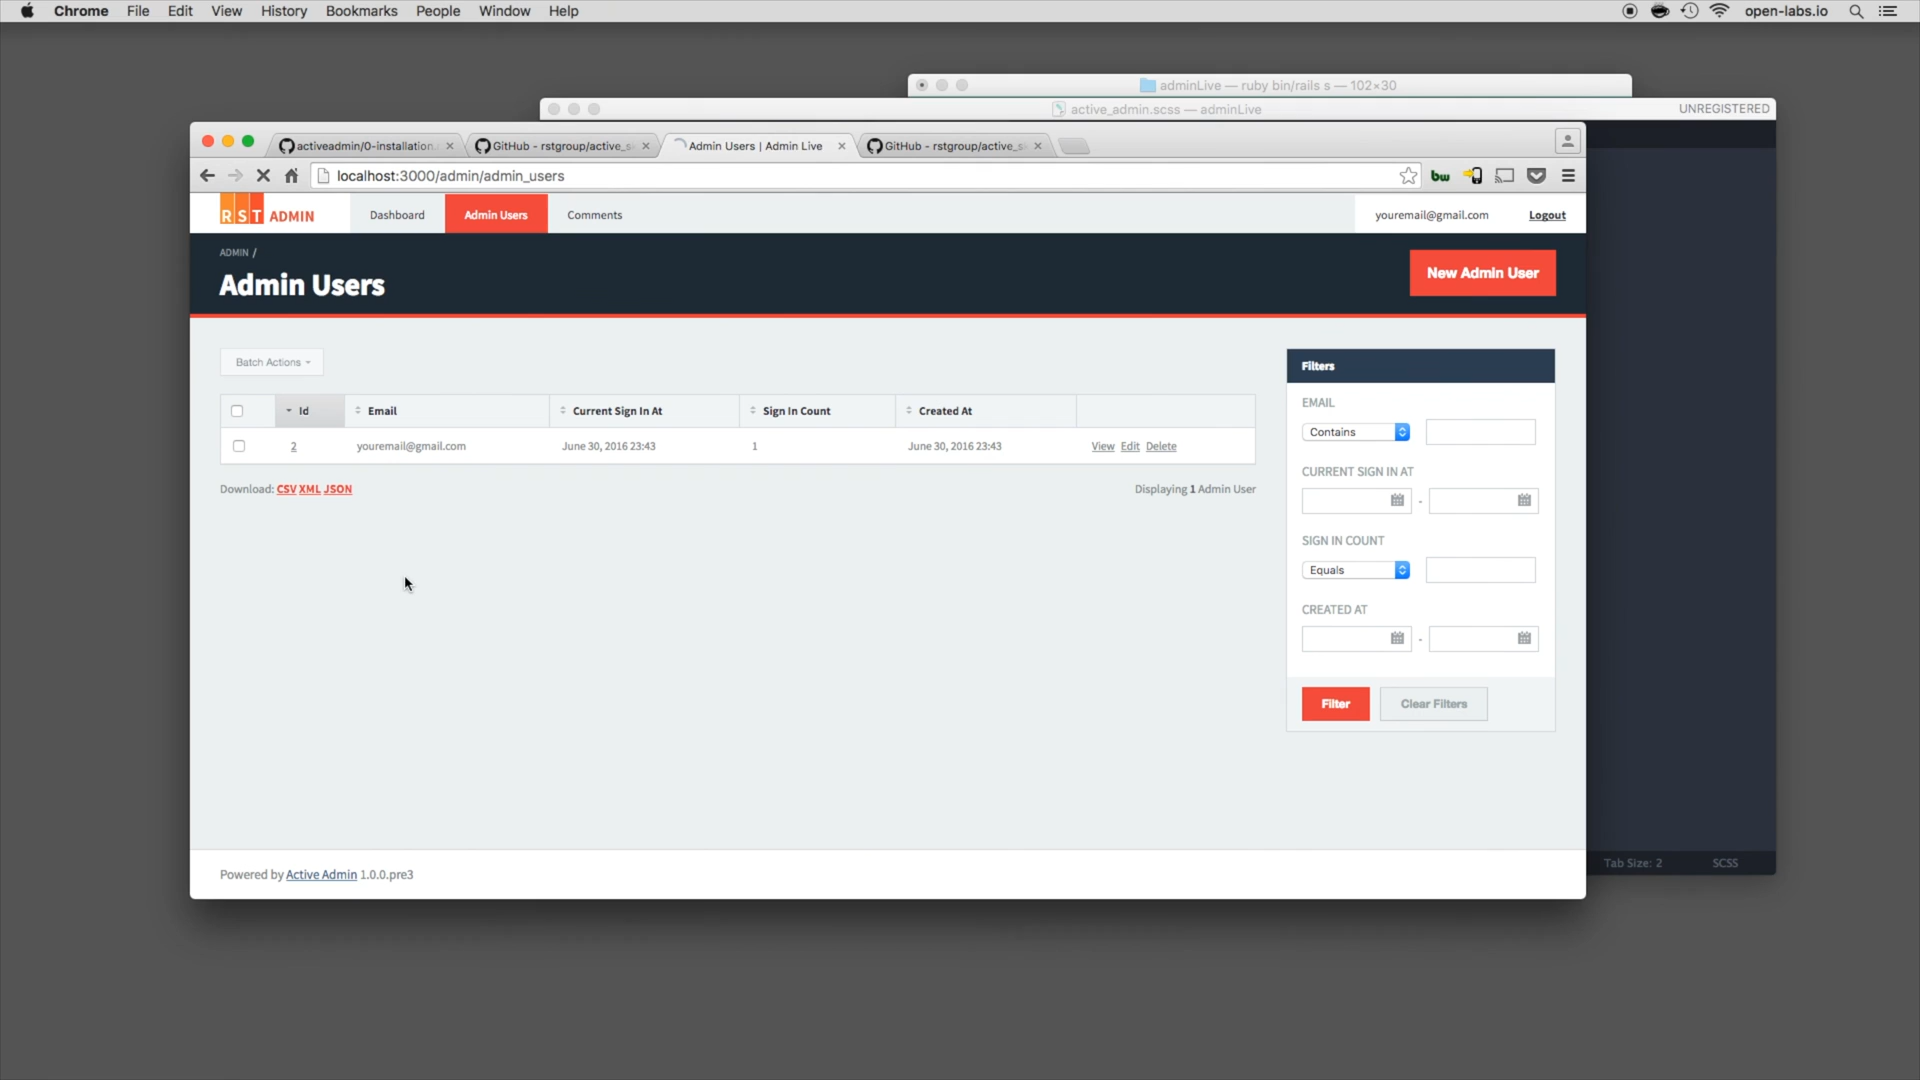 Chrome File Edit View History Bookmarks People Window Help open-labs.io
adminLive — ruby bin/rails s — 102×30
active_admin.scss — adminLive UNREGISTERED
activeadmin/0-installation. GitHub - rstgroup/active_s Admin Users | Admin Live GitHub - rstgroup/active_s
localhost:3000/admin/admin_users bw
RST ADMIN Dashboard Admin Users Comments youremail@gmail.com Logout
ADMIN /
Admin Users
New Admin User
Batch Actions
Id Email Current Sign In At Sign In Count Created At
2 youremail@gmail.com June 30, 2016 23:43 1 June 30, 2016 23:43 View Edit Delete
Download: CSV XML JSON
Displaying 1 Admin User
Filters
EMAIL
Contains
CURRENT SIGN IN AT
-
SIGN IN COUNT
Equals
CREATED AT
-
Filter Clear Filters
Powered by Active Admin 1.0.0.pre3
Tab Size: 2 SCSS